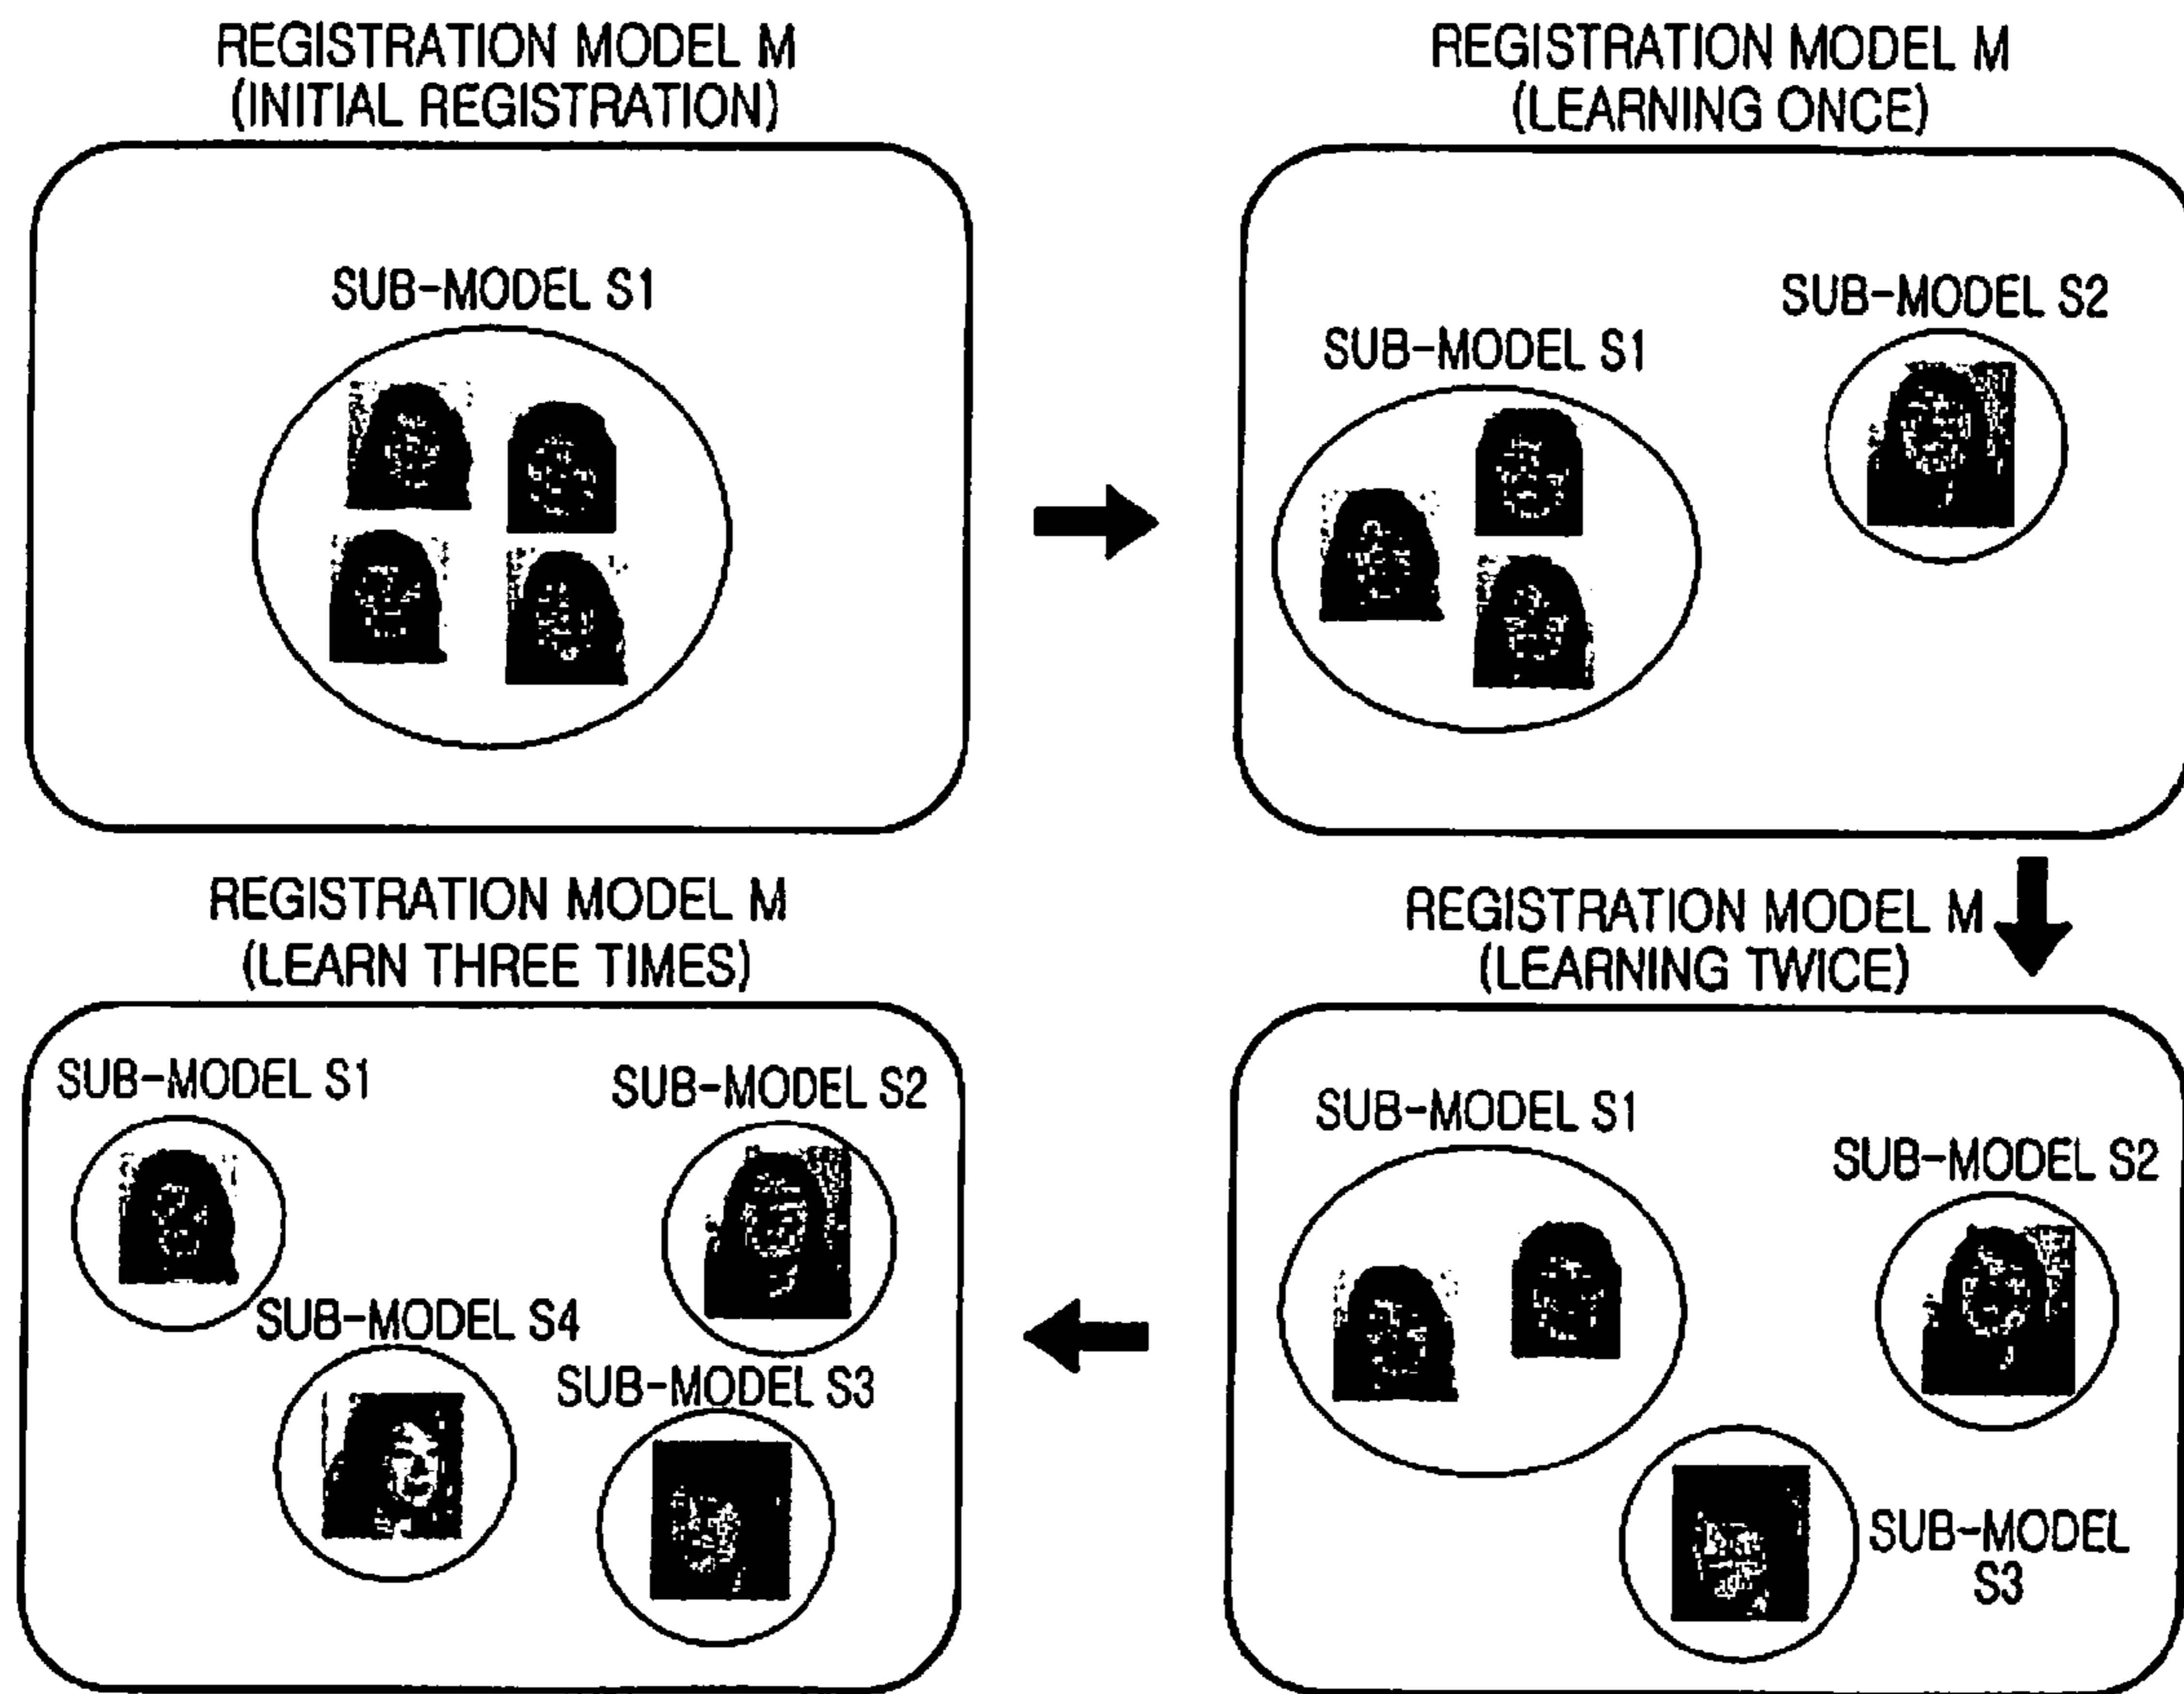 REGISTRATION MODEL M
(INITIAL REGISTRATION)
SUB-MODEL S1
REGISTRATION MODEL M
(LEARNING ONCE)
SUB-MODEL S1
SUB-MODEL S2
REGISTRATION MODEL M
(LEARNING TWICE)
SUB-MODEL S1
SUB-MODEL S2
SUB-MODEL
S3
REGISTRATION MODEL M
(LEARN THREE TIMES)
SUB-MODEL S1
SUB-MODEL S2
SUB-MODEL S4
SUB-MODEL S3